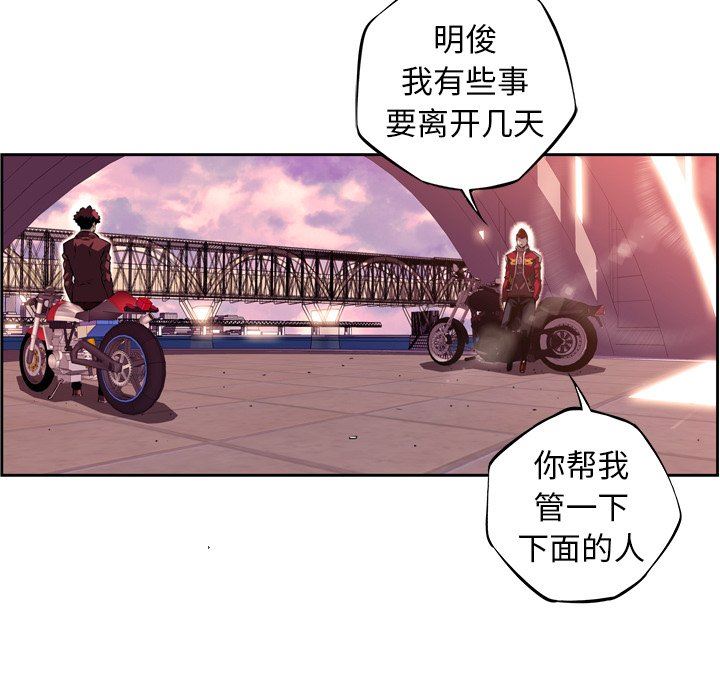 明俊
我有些事
要离开几天
你帮我
管一下
下面的人